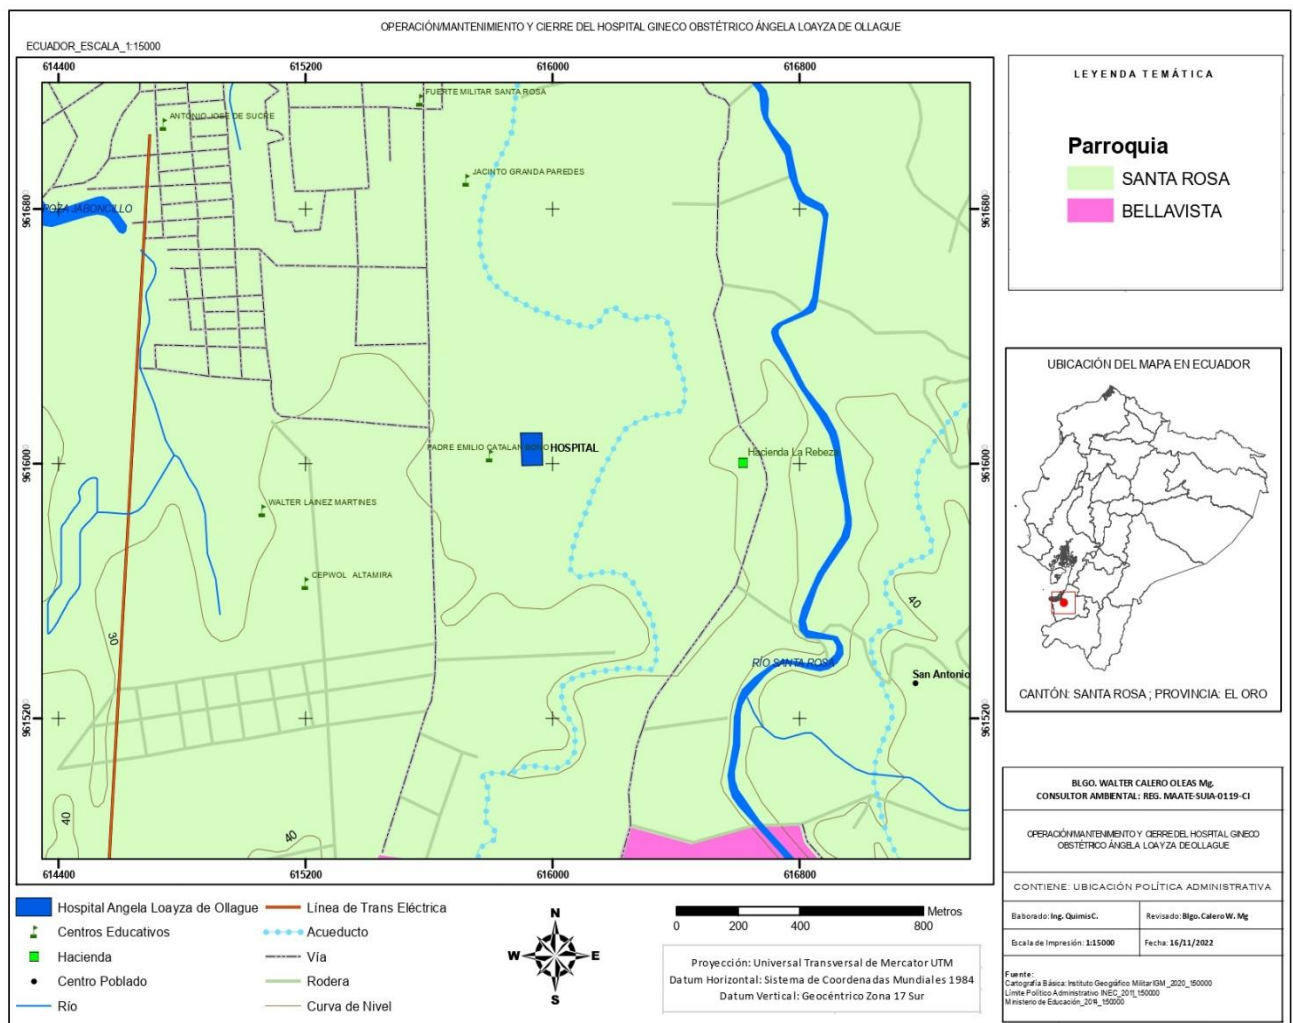 OPERACIÓN/MANTENIMIENTO Y CIERRE DEL HOSPITAL GINECO OBSTÉTRICO ÁNGELA LOAYZA DE OLLAGUE
ECUADOR_ESCALA_1:15000
614400 615200 616000 616800
FUERTE MILITAR SANTA ROSA
ANTONIO JOSE DE SUCRE
JACINTO GRANDA PAREDES
POZA JABONCILLO
9616800 9616800
PADRE EMILIO CATALAN BONO
HOSPITAL
Hacienda La Rebeza
9616000 9616000
WALTER LAINEZ MARTINES
CEPWOL ALTAMIRA
40
30
RÍO SANTA ROSA
San Antonio
9615200 9615200
40
40
614400 615200 616000 616800
LEYENDA TEMÁTICA
Parroquia
SANTA ROSA
BELLAVISTA
UBICACIÓN DEL MAPA EN ECUADOR
CANTÓN: SANTA ROSA ; PROVINCIA: EL ORO
BLGO. WALTER CALERO OLEAS Mg.
CONSULTOR AMBIENTAL: REG. MAATE-SUIA-0119-CI
OPERACIÓN/MANTENIMIENTO Y CIERRE DEL HOSPITAL GINECO
OBSTÉTRICO ÁNGELA LOAYZA DE OLLAGUE
CONTIENE: UBICACIÓN POLÍTICA ADMINISTRATIVA
Elaborado: Ing. Quimis C.
Revisado: Blgo. Calero W. Mg
Escala de Impresión: 1:15000
Fecha: 16/11/2022
Fuente:
Cartografía Básica: Instituto Geográfico Militar IGM_2020_1:50000
Límite Político Administrativo INEC_2011_1:50000
Ministerio de Educación_2014_1:50000
Hospital Angela Loayza de Ollague
Centros Educativos
Hacienda
Centro Poblado
Río
Línea de Trans Eléctrica
Acueducto
Vía
Rodera
Curva de Nivel
N
W E
S
Metros
0 200 400 800
Proyección: Universal Transversal de Mercator UTM
Datum Horizontal: Sistema de Coordenadas Mundiales 1984
Datum Vertical: Geocéntrico Zona 17 Sur